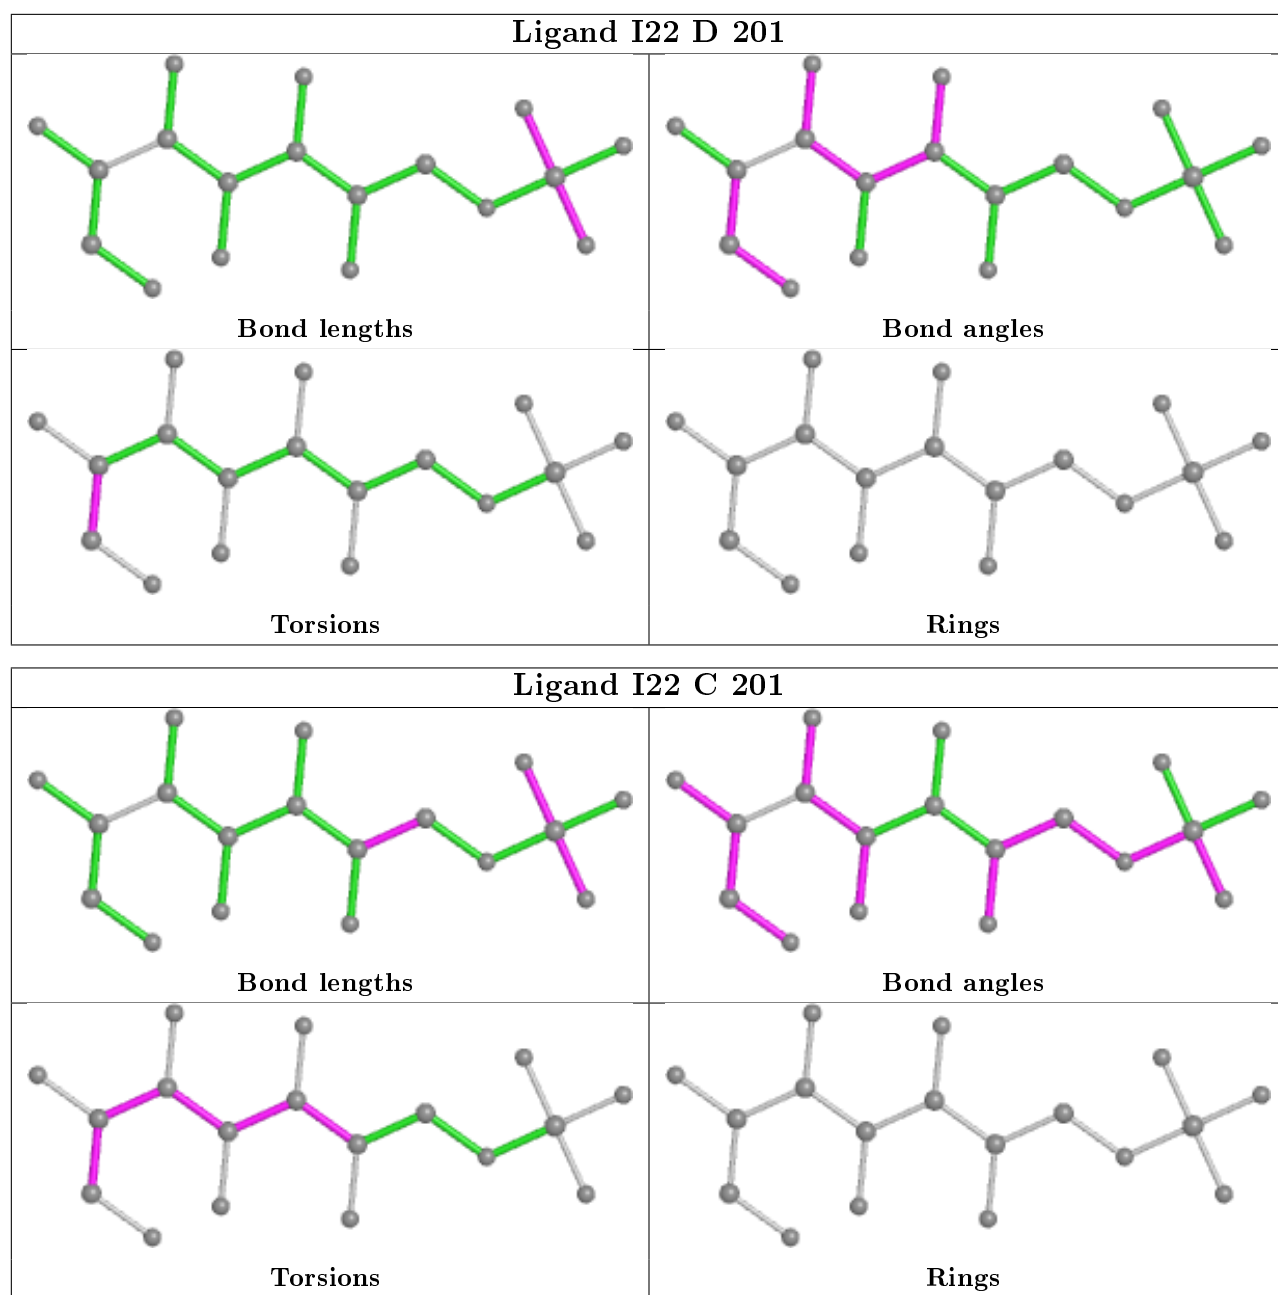 Ligand I22 D 201
Bond lengths
Bond angles
Torsions
Rings
Ligand I22 C 201
Bond lengths
Bond angles
Torsions
Rings